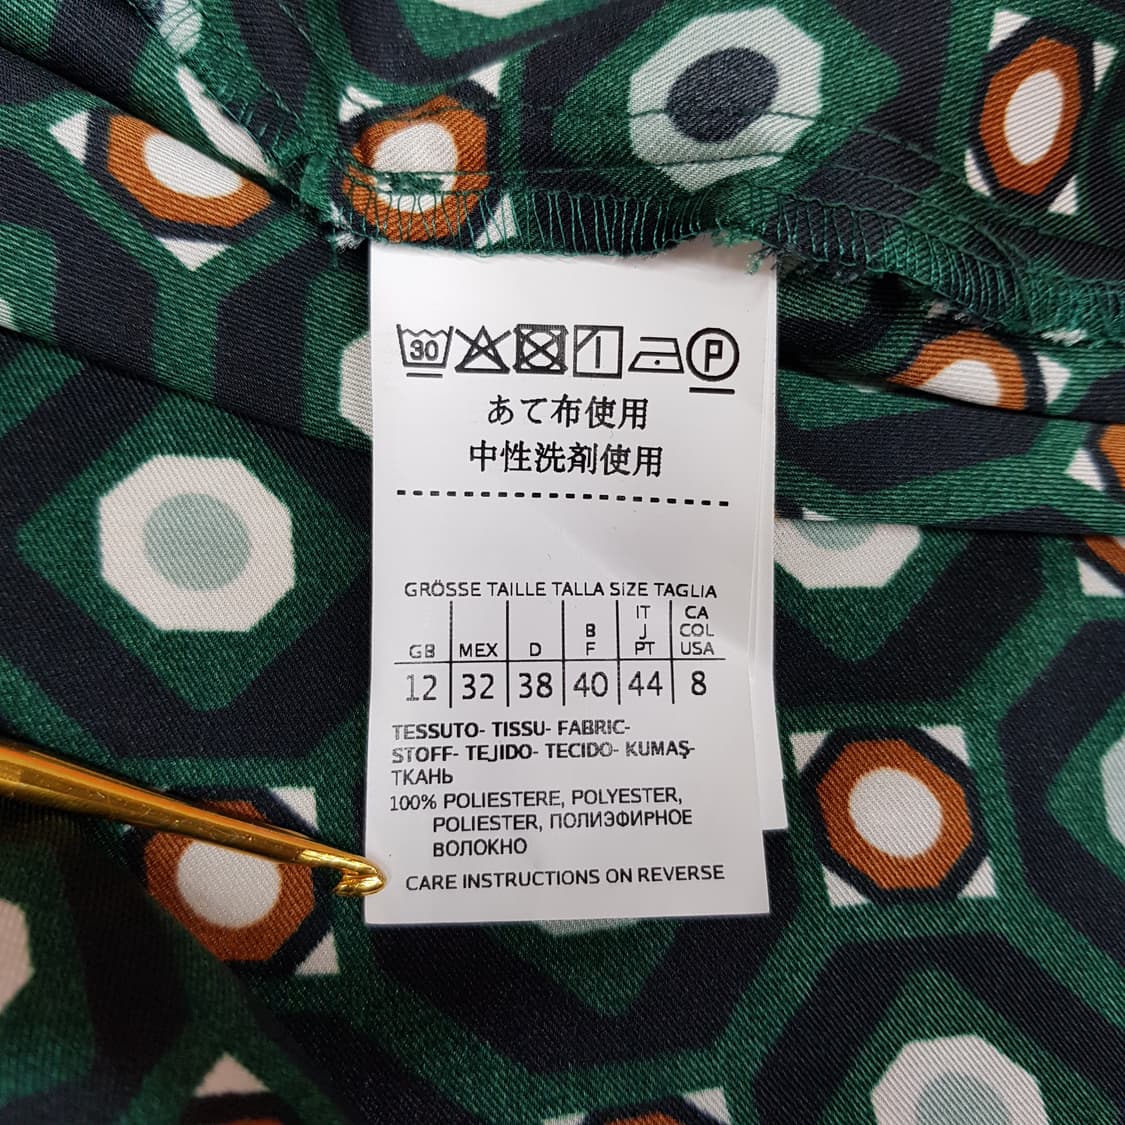 30 P
あて布使用
中性洗剤使用
GRÖSSE TAILLE TALLA SiZE TAGLIA
IT CA
B J COL
GB MEX D F PT USA
12 32 38 40 44 8
TESSUTO- TISSU- FABRIC-
STOFF- TEJIDO- TECIDO- KUMAŞ-
ТКАНЬ
100% POLIESTERE, POLYESTER,
POLIESTER, ПОЛИЭФИРНОЕ
ВОЛОКНО
CARE INSTRUCTIONS ON REVERSE